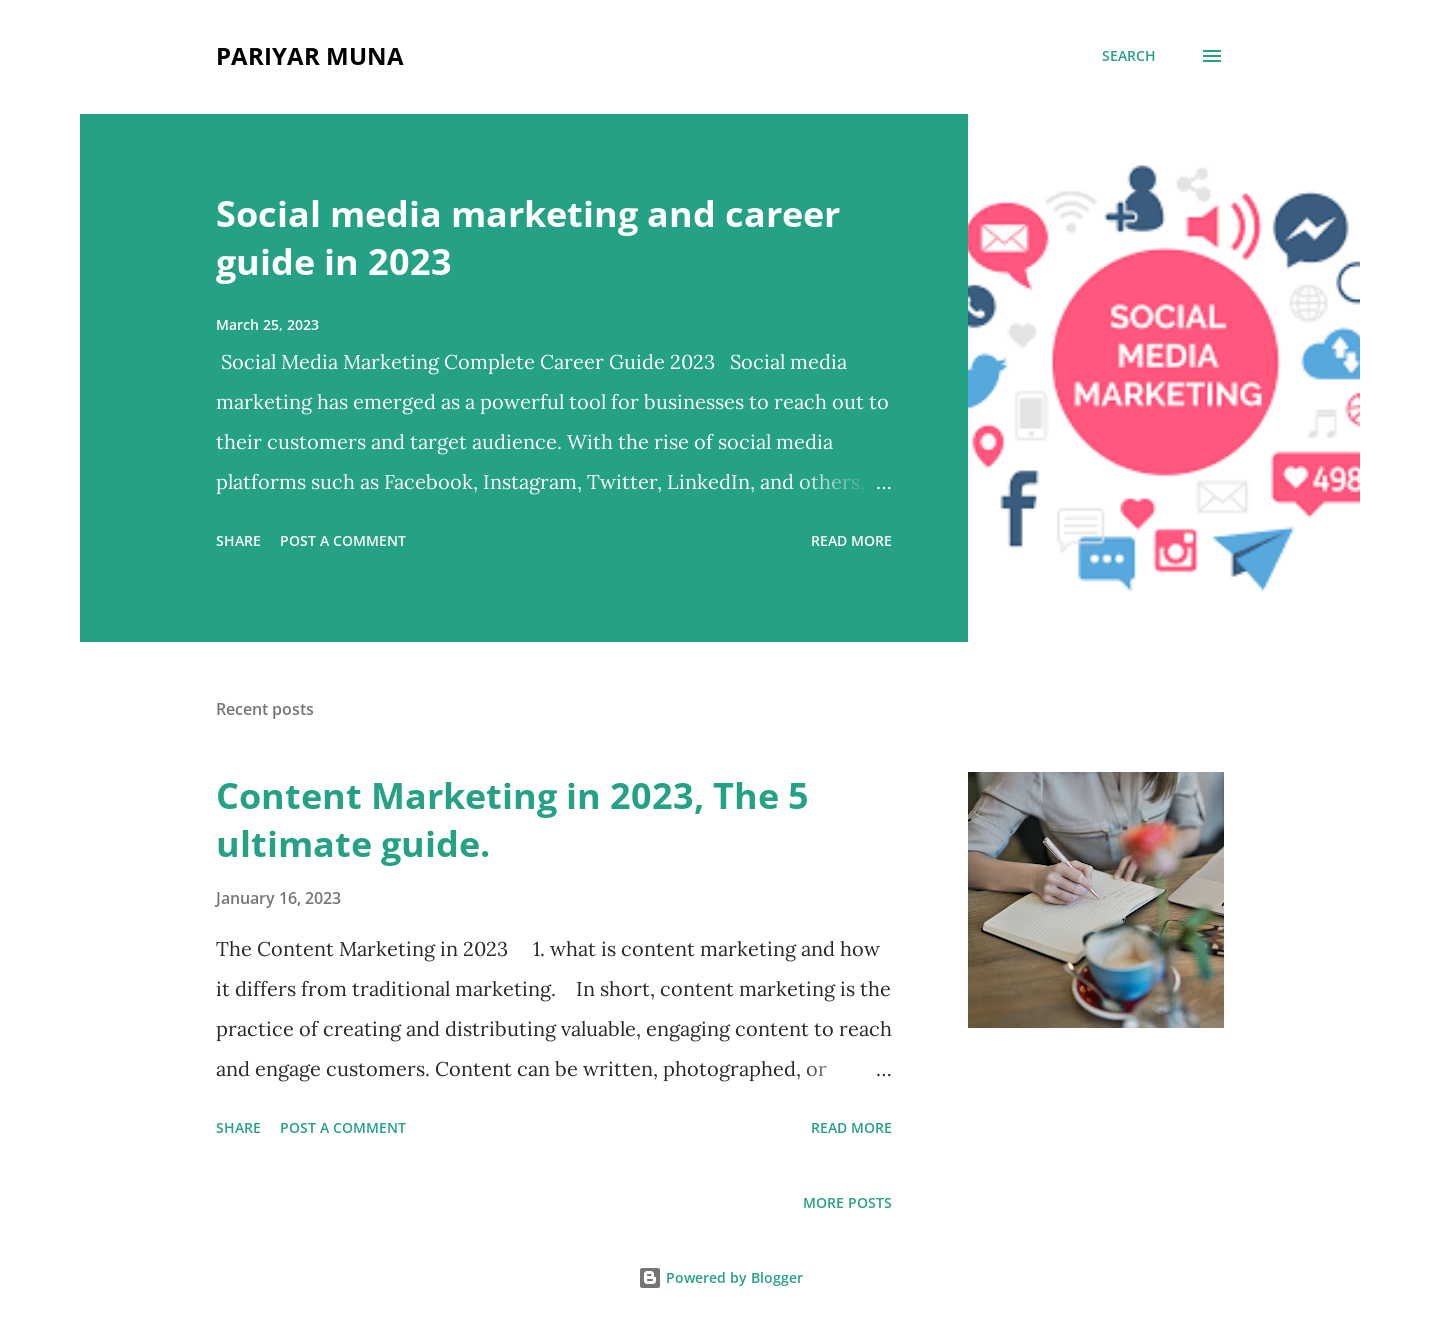 PARIYAR MUNA
SEARCH
Social media marketing and career
guide in 2023
March 25, 2023
Social Media Marketing Complete Career Guide 2023 Social media
marketing has emerged as a powerful tool for businesses to reach out to
their customers and target audience. With the rise of social media
platforms such as Facebook, Instagram, Twitter, LinkedIn, and others, …
SHARE POST A COMMENT READ MORE
SOCIAL
MEDIA
MARKETING
498
Recent posts
Content Marketing in 2023, The 5
ultimate guide.
January 16, 2023
The Content Marketing in 2023 1. what is content marketing and how
it differs from traditional marketing. In short, content marketing is the
practice of creating and distributing valuable, engaging content to reach
and engage customers. Content can be written, photographed, or …
SHARE POST A COMMENT READ MORE
MORE POSTS
Powered by Blogger